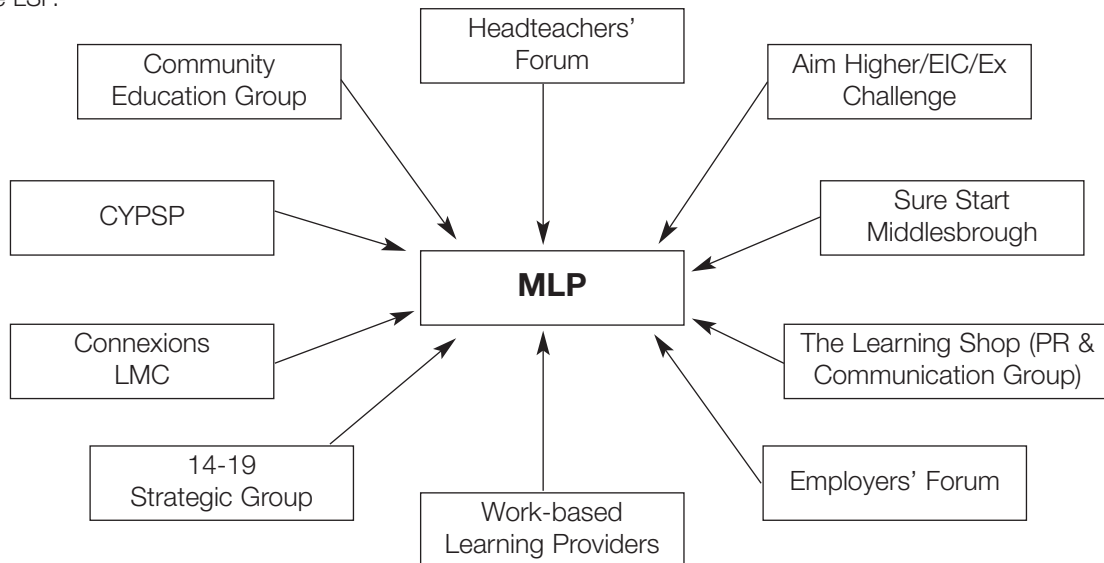 LSP.
Headteachers'
Forum
Community
Education Group
Aim Higher/EIC/Ex
Challenge
CYPSP
Sure Start
Middlesbrough
MLP
Connexions
LMC
The Learning Shop (PR &
Communication Group)
14-19
Strategic Group
Employers' Forum
Work-based
Learning Providers